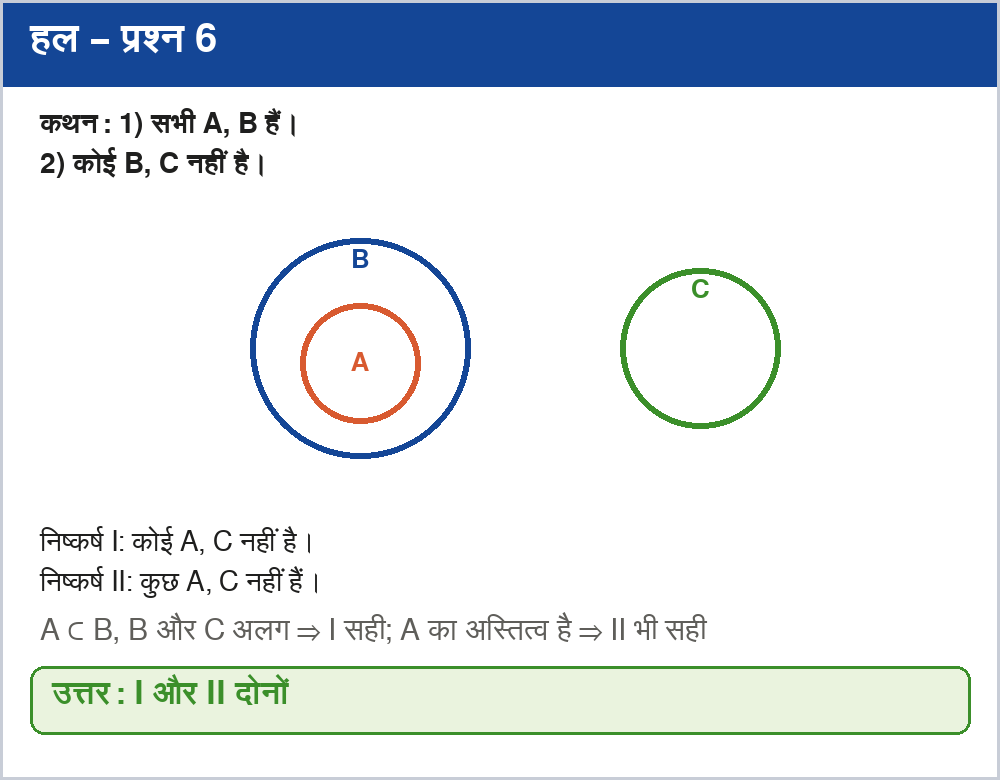 हल – प्रश्न 6
कथन : 1) सभी A, B हैं।
2) कोई B, C नहीं है।
B
C
A
निष्कर्ष I: कोई A, C नहीं है।
निष्कर्ष II: कुछ A, C नहीं हैं।
A ⊂ B, B और C अलग ⇒ I सही; A का अस्तित्व है ⇒ II भी सही
उत्तर : I और II दोनों